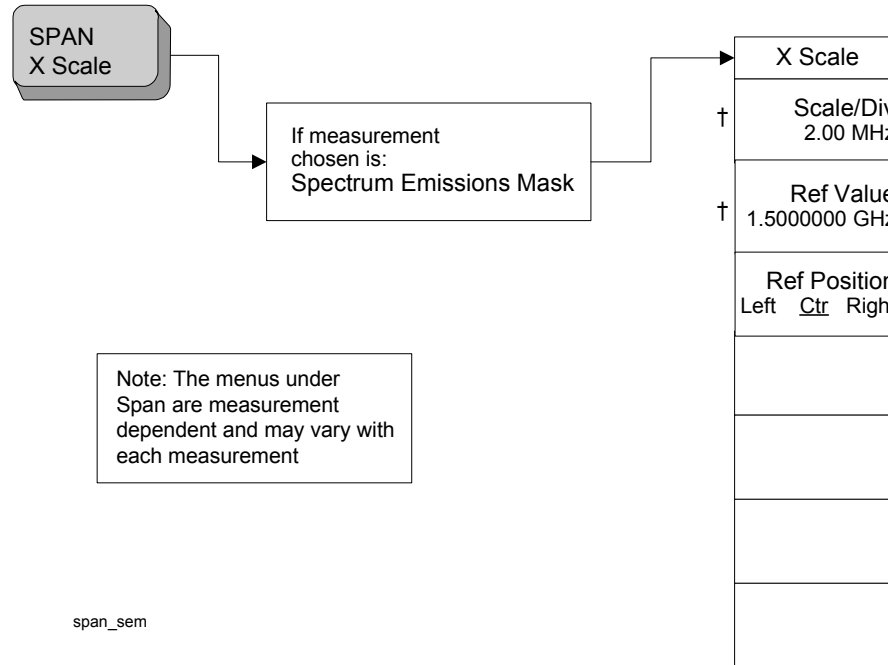 SPAN
X Scale
If measurement
chosen is:
Spectrum Emissions Mask
X Scale
†
Scale/Div
2.00 MHz
†
Ref Value
1.5000000 GHz
Ref Position
Left Ctr Righ
Note: The menus under
Span are measurement
dependent and may vary with
each measurement
span_sem